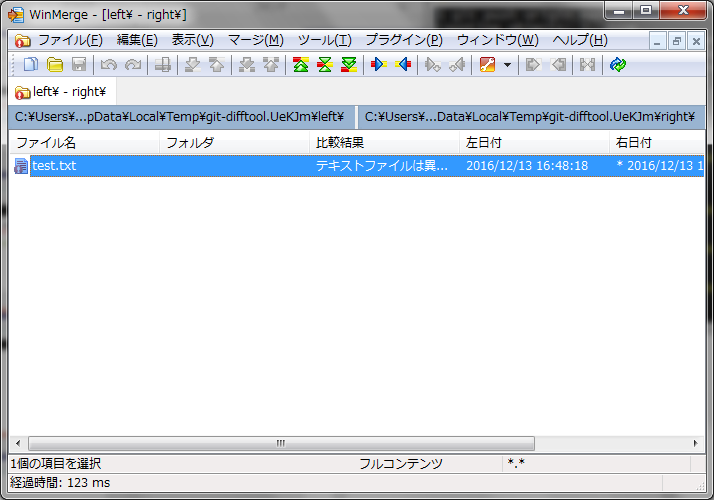 WinMerge - [left¥ - right¥]
ファイル(F) 編集(E) 表示(V) マージ(M) ツール(T) プラグイン(P) ウィンドウ(W) ヘルプ(H)
left¥ - right¥
C:¥Users¥...pData¥Local¥Temp¥git-difftool.UeKJm¥left¥ C:¥Users¥...Data¥Local¥Temp¥git-difftool.UeKJm¥right¥
ファイル名 フォルダ 比較結果 左日付 右日付
test.txt テキストファイルは異... 2016/12/13 16:48:18 * 2016/12/13 1
1個の項目を選択 フルコンテンツ *.*
経過時間: 123 ms